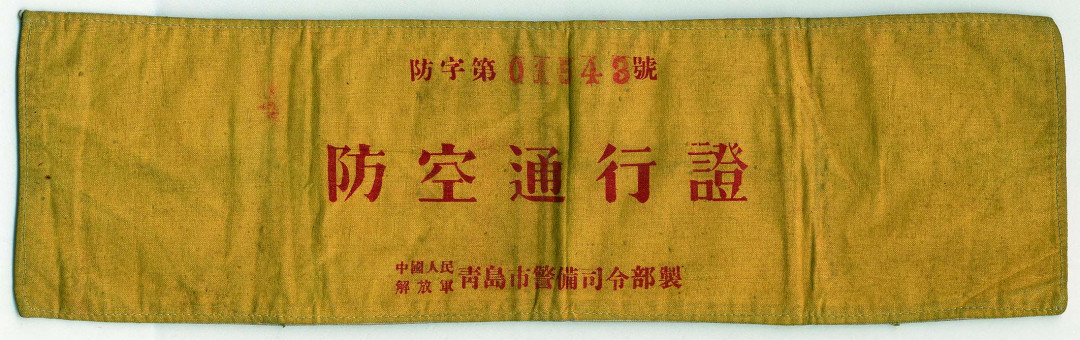 防字第01543號
防空通行證
中國人民
解放軍 青島市警備司令部製